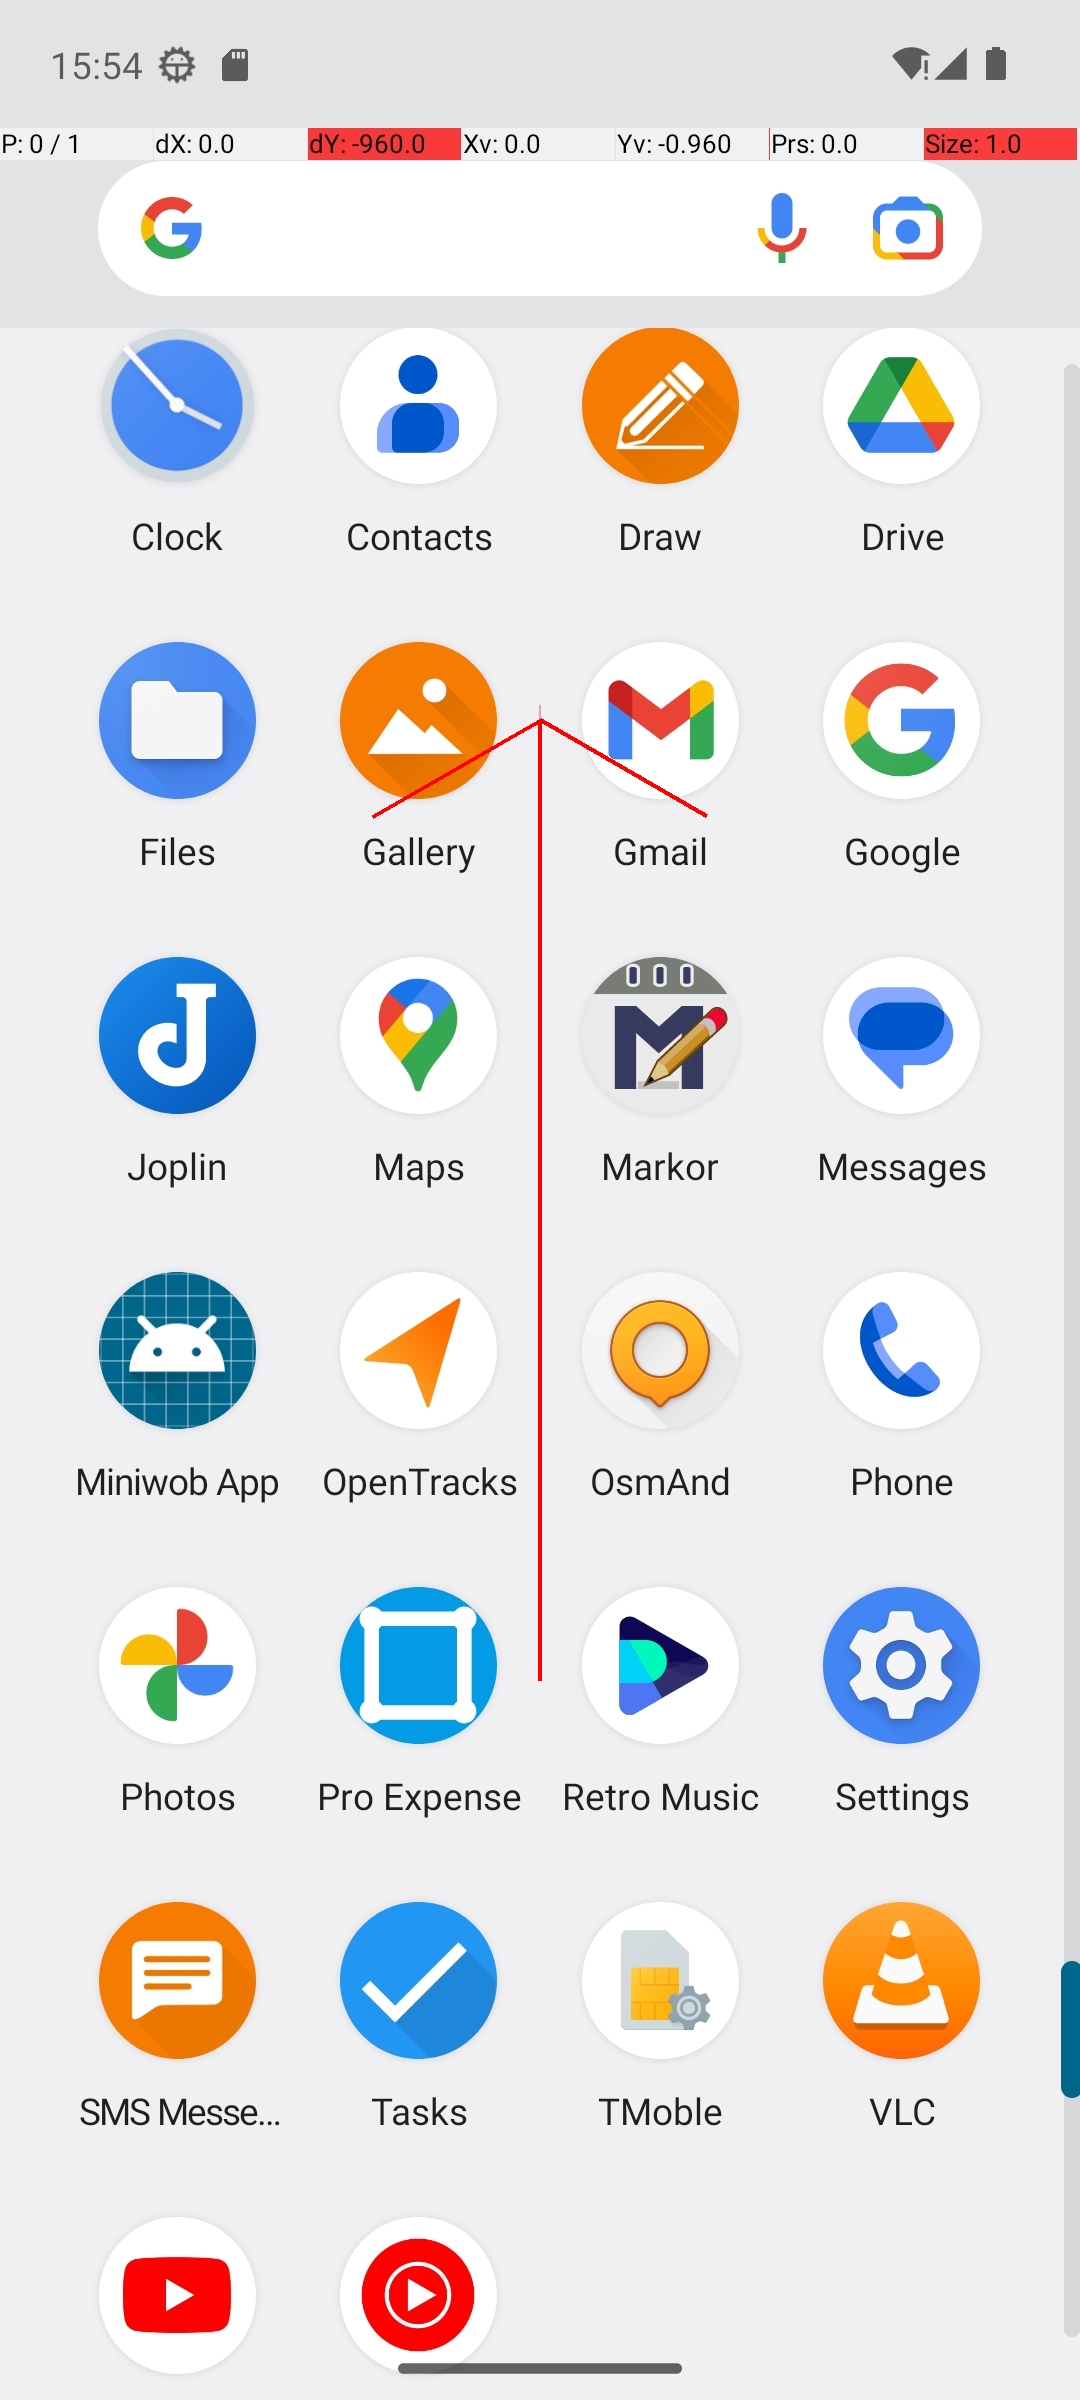 15:54
P: 0 / 1 dX: 0.0 dY: -960.0 Xv: 0.0 Yv: -0.960 Prs: 0.0 Size: 1.0
Clock Contacts Draw Drive
Files Gallery Gmail Google
Joplin Maps Markor Messages
Miniwob App OpenTracks OsmAnd Phone
Photos Pro Expense Retro Music Settings
SMS Messe... Tasks TMoble VLC